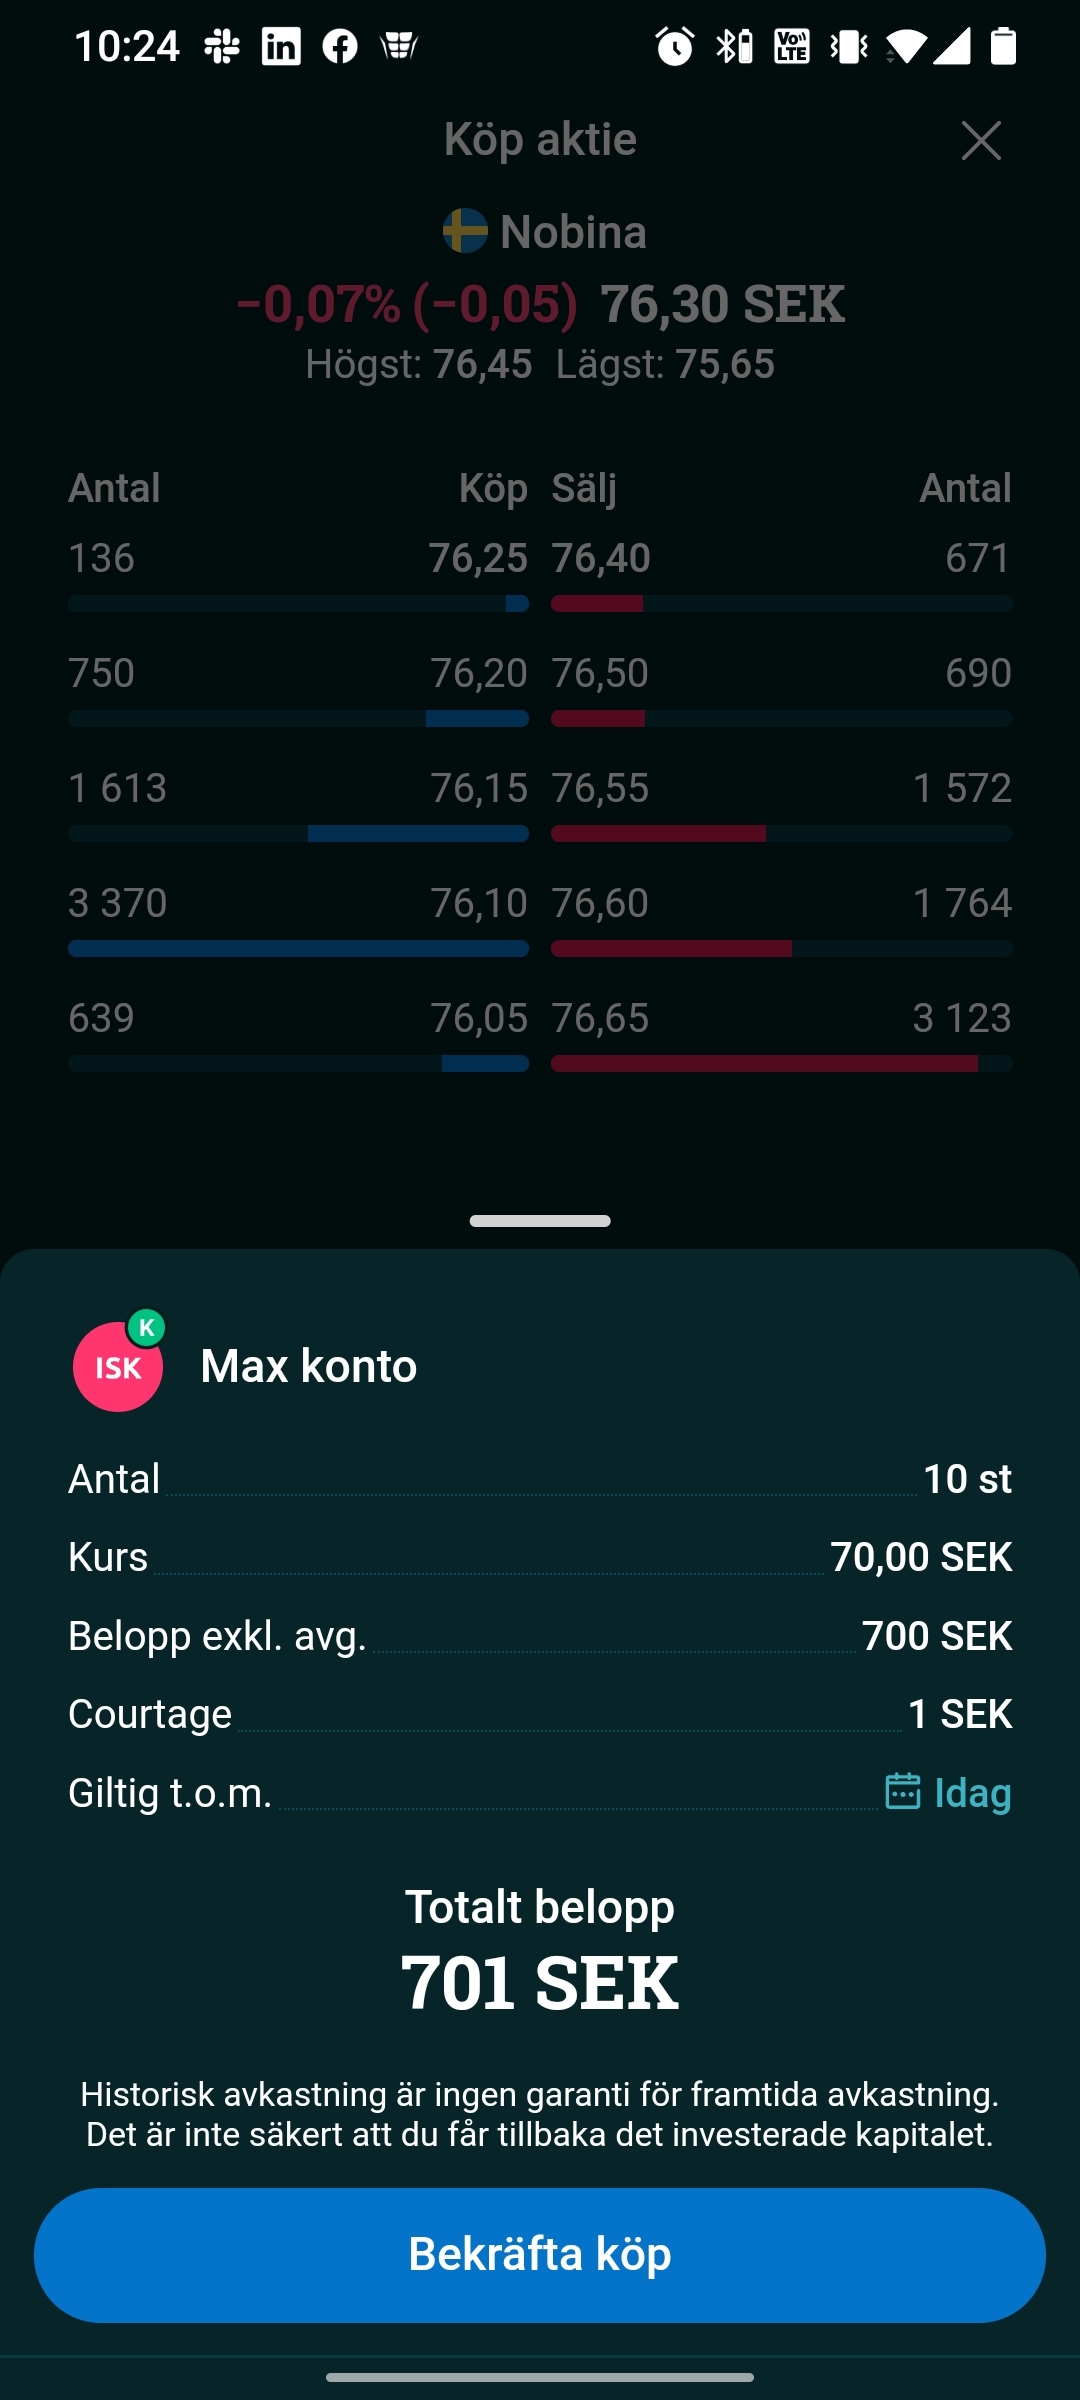 10:24
Köp aktie
Nobina
−0,07% (−0,05) 76,30 SEK
Högst: 76,45 Lägst: 75,65
Antal Köp Sälj Antal
136 76,25 76,40 671
750 76,20 76,50 690
1 613 76,15 76,55 1 572
3 370 76,10 76,60 1 764
639 76,05 76,65 3 123
K
ISK Max konto
Antal 10 st
Kurs 70,00 SEK
Belopp exkl. avg. 700 SEK
Courtage 1 SEK
Giltig t.o.m. Idag
Totalt belopp
701 SEK
Historisk avkastning är ingen garanti för framtida avkastning.
Det är inte säkert att du får tillbaka det investerade kapitalet.
Bekräfta köp